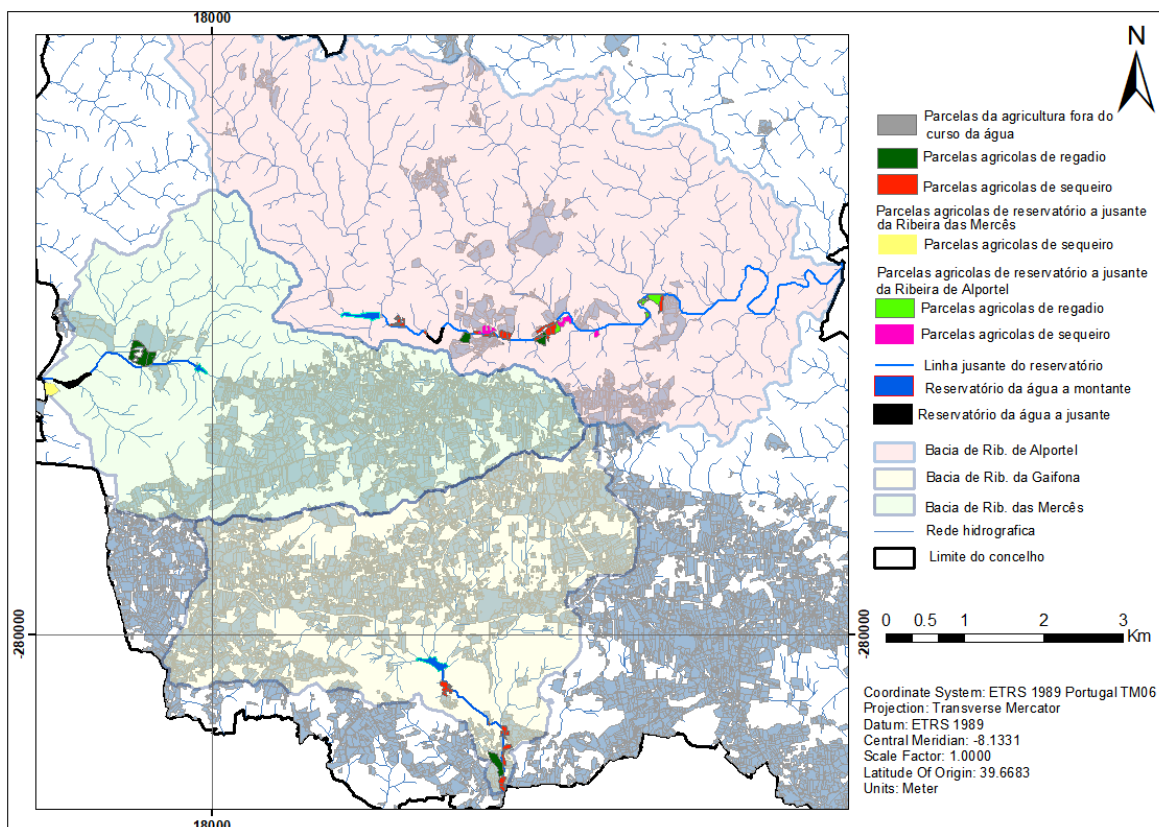 18000
N
Parcelas da agricultura fora do
curso da água
Parcelas agricolas de regadio
Parcelas agricolas de sequeiro
Parcelas agricolas de reservatório a jusante
da Ribeira das Mercês
Parcelas agricolas de sequeiro
Parcelas agricolas de reservatório a jusante
da Ribeira de Alportel
Parcelas agricolas de regadio
Parcelas agricolas de sequeiro
Linha jusante do reservatório
Reservatório da água a montante
Reservatório da água a jusante
Bacia de Rib. de Alportel
Bacia de Rib. da Gaifona
Bacia de Rib. das Mercês
Rede hidrografica
Limite do concelho
-280000
-280000
0 0.5 1 2 3
Km
Coordinate System: ETRS 1989 Portugal TM06
Projection: Transverse Mercator
Datum: ETRS 1989
Central Meridian: -8.1331
Scale Factor: 1.0000
Latitude Of Origin: 39.6683
Units: Meter
18000